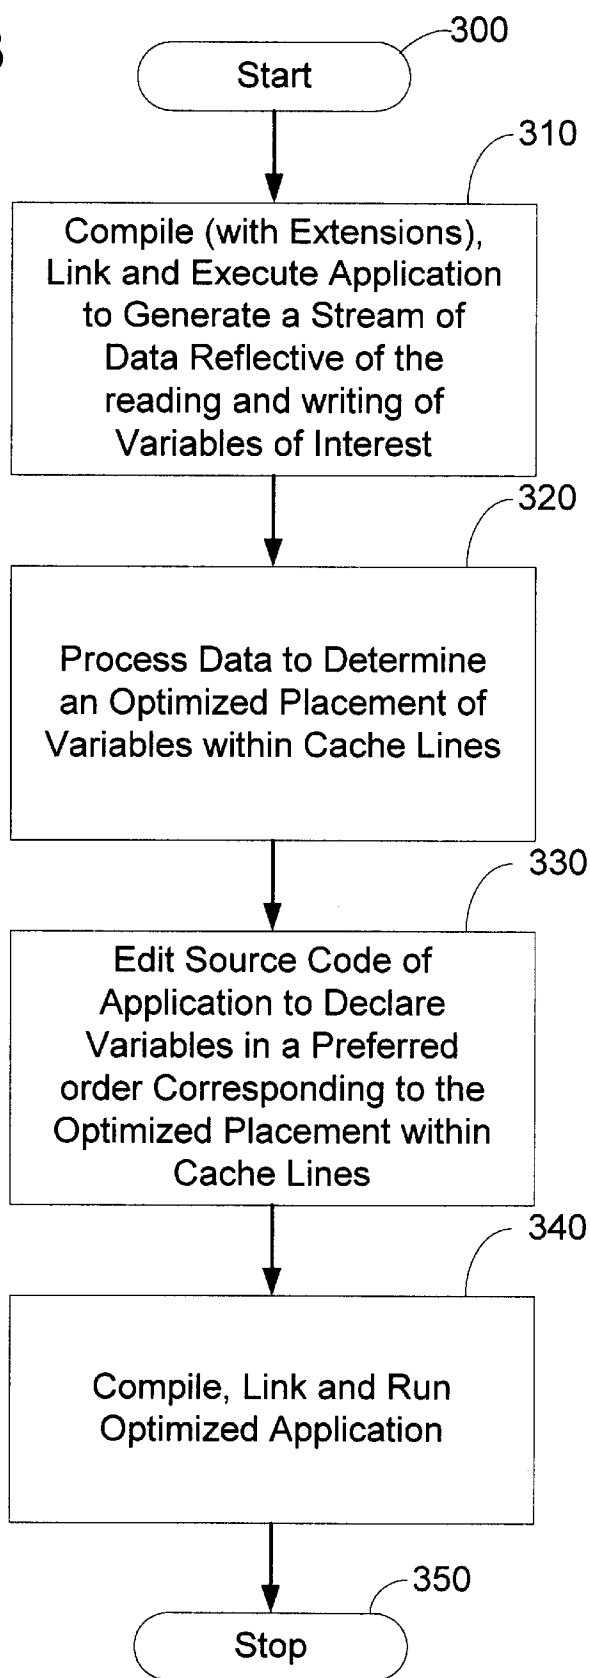 300
Start
310
Compile (with Extensions),
Link and Execute Application
to Generate a Stream of
Data Reflective of the
reading and writing of
Variables of Interest
320
Process Data to Determine
an Optimized Placement of
Variables within Cache Lines
330
Edit Source Code of
Application to Declare
Variables in a Preferred
order Corresponding to the
Optimized Placement within
Cache Lines
340
Compile, Link and Run
Optimized Application
350
Stop